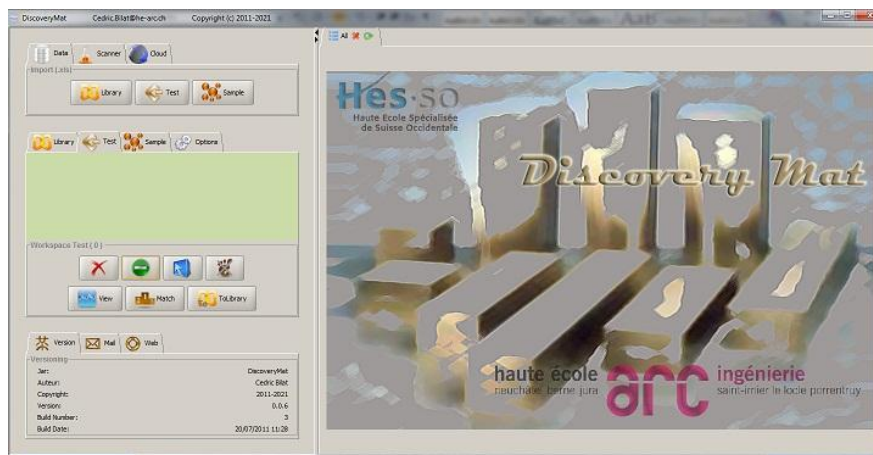 DiscoveryMat Cedric.Bilat@he-arc.ch Copyright (c) 2011-2021
Data Scanner Cloud
Import (.xls)
Library Test Sample
Library Test Sample Options
Workspace Test ( 0 )
View Match ToLibrary
Version Mail Web
Versioning
Jar: DiscoveryMat
Auteur: Cedric Bilat
Copyright: 2011-2021
Version: 0.0.6
Build Number: 3
Build Date: 20/07/2011 11:28
All
Hes·so
Haute Ecole Spécialisée
de Suisse Occidentale
Discovery Mat
haute école arc ingénierie
neuchâtel berne jura saint-imier le locle porrentruy